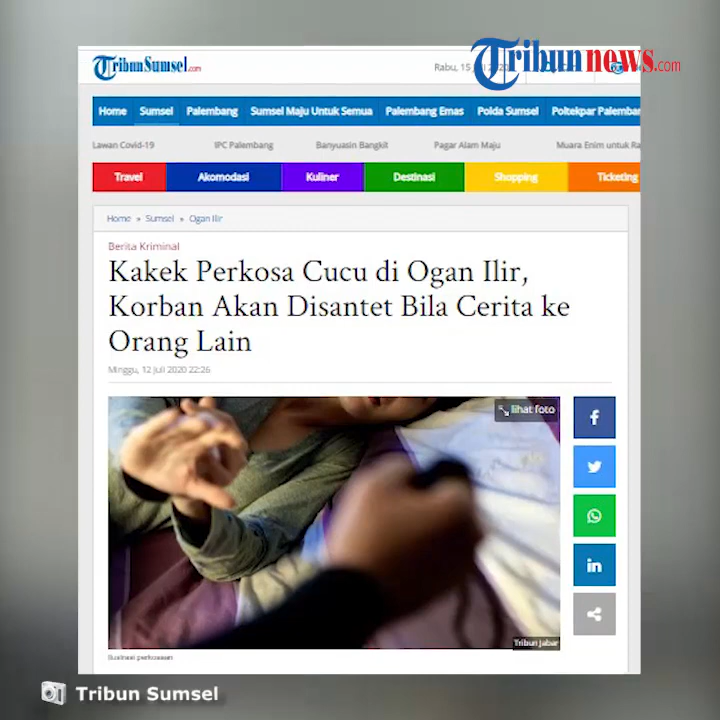 Tribunnews.com
TribunSumsel.com
Rabu, 15
Home Sumsel Palembang Sumsel Maju Untuk Semua Palembang Emas Polda Sumsel Poltekpar Palembar
Lawan Covid-19 IPC Palembang Banyuasin Bangkit Pagar Alam Maju Muara Enim untuk Ra
Travel Akomodasi Kuliner Destinasi Shopping Ticketing
Home » Sumsel » Ogan Ilir
Berita Kriminal
Kakek Perkosa Cucu di Ogan Ilir,
Korban Akan Disantet Bila Cerita ke
Orang Lain
Minggu, 12 Juli 2020 22:26
lihat foto
Tribun Jabar
Ilustrasi perkosaan
Tribun Sumsel